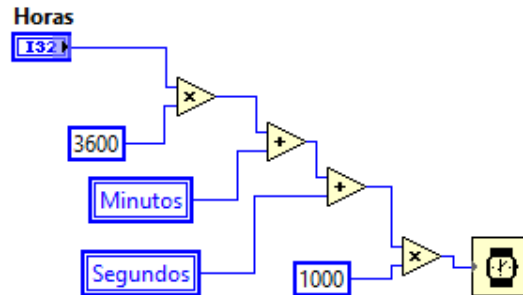 Horas
I32
×
3600
+
Minutos
+
Segundos
×
1000